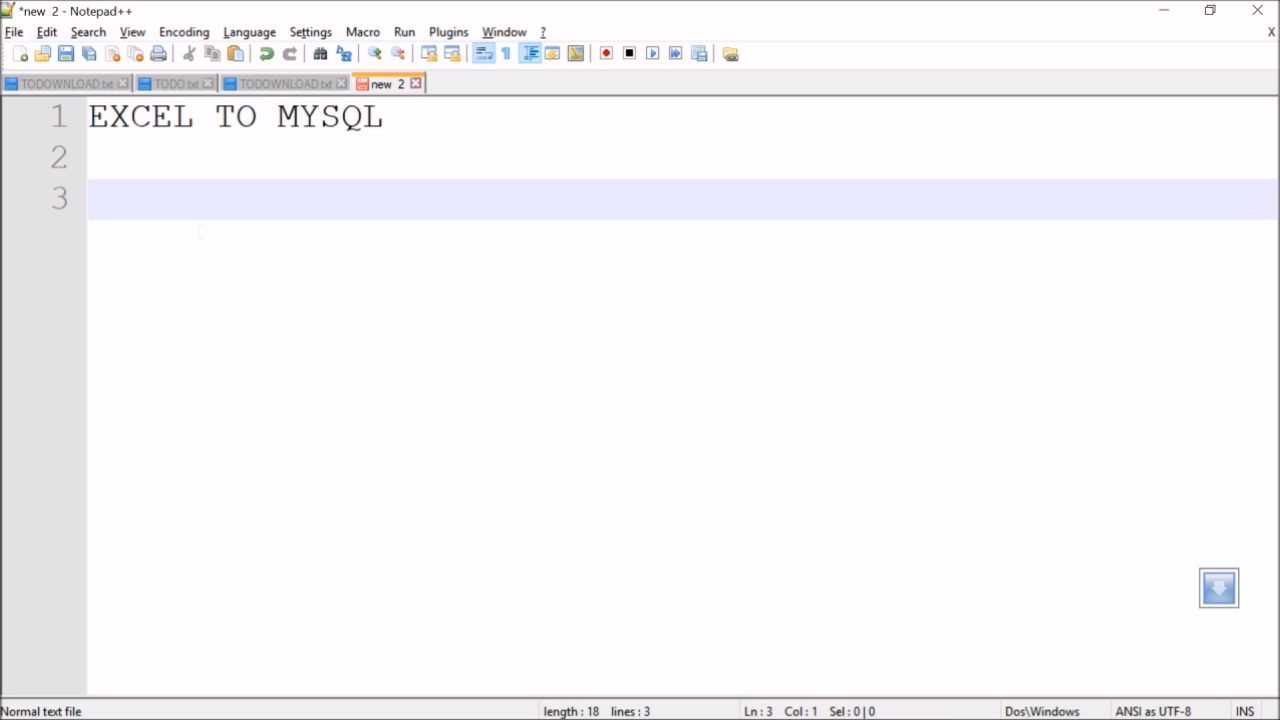 *new 2 - Notepad++
File Edit Search View Encoding Language Settings Macro Run Plugins Window ? X
TODOWNLOAD.txt TODO.txt TODOWNLOAD.txt new 2
1 EXCEL TO MYSQL
2
3
Normal text file length : 18 lines : 3 Ln : 3 Col : 1 Sel : 0 | 0 Dos\Windows ANSI as UTF-8 INS